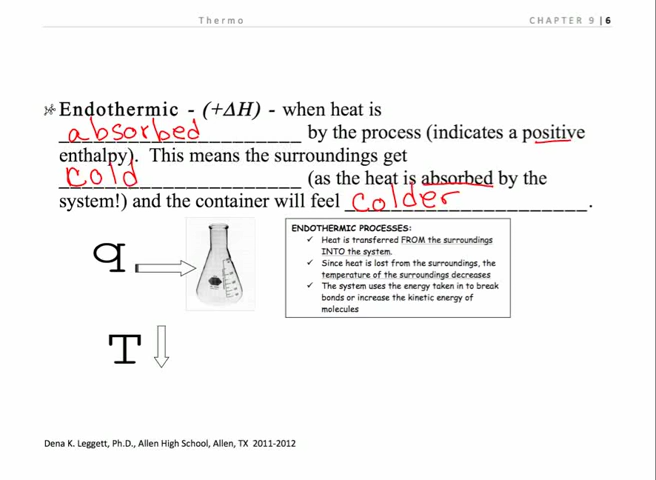 Thermo CHAPTER 9 | 6
Endothermic - (+ΔH) - when heat is
absorbed by the process (indicates a positive
enthalpy). This means the surroundings get
cold (as the heat is absorbed by the
system!) and the container will feel colder.
ENDOTHERMIC PROCESSES:
✓ Heat is transferred FROM the surroundings
INTO the system.
✓ Since heat is lost from the surroundings, the
temperature of the surroundings decreases
✓ The system uses the energy taken in to break
bonds or increase the kinetic energy of
molecules
q
T
Dena K. Leggett, Ph.D., Allen High School, Allen, TX 2011-2012